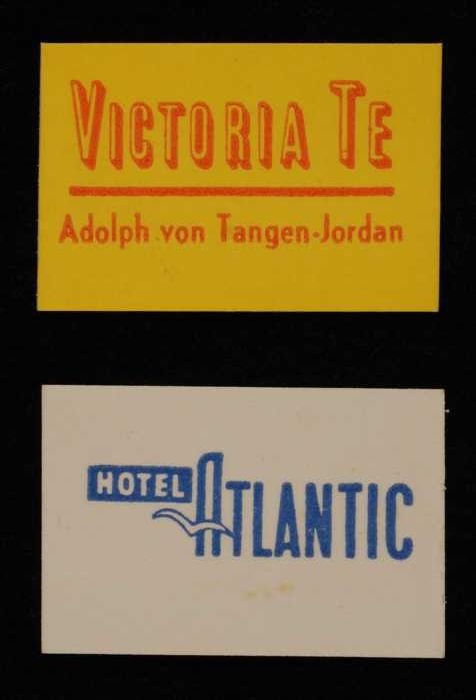 VICTORIA TE
Adolph von Tangen-Jordan
HOTEL
ATLANTIC